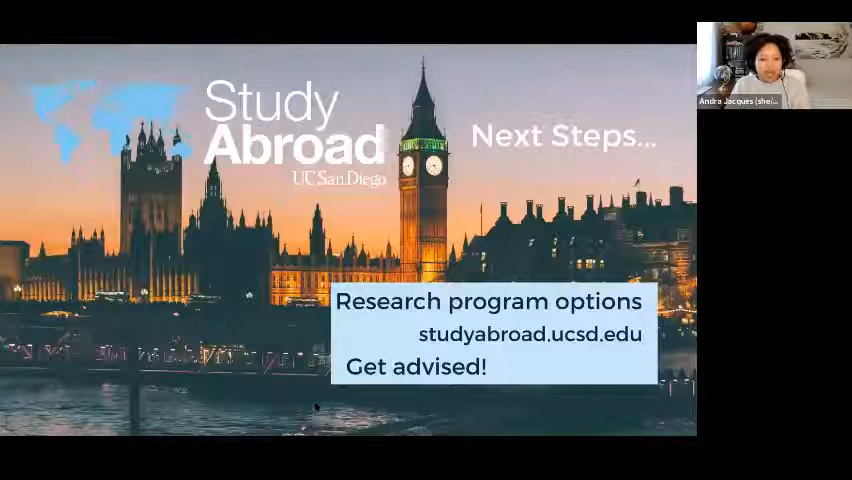 Study
Abroad
UC San Diego
Next Steps...
Research program options
studyabroad.ucsd.edu
Get advised!
Andra Jacques (she/...